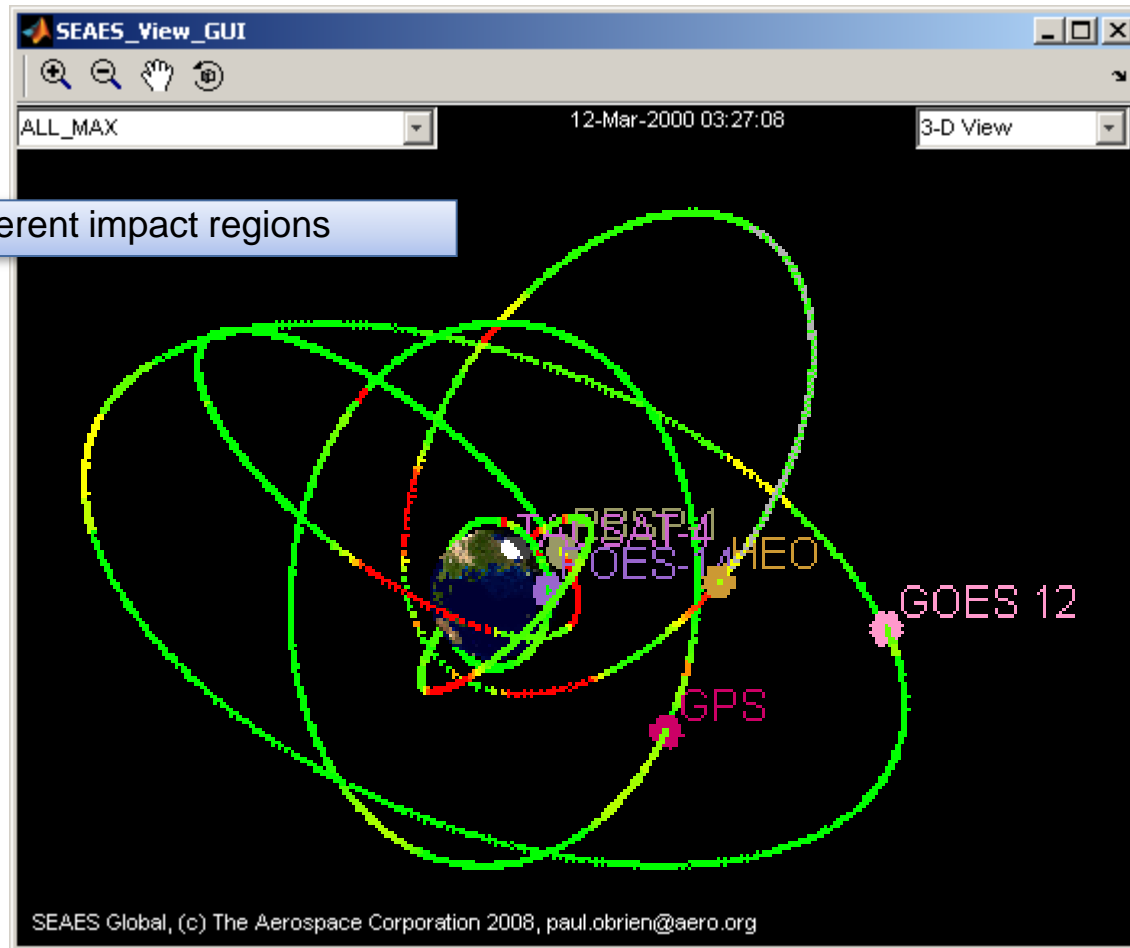 SEAES_View_GUI
ALL_MAX
12-Mar-2000 03:27:08
3-D View
erent impact regions
HEO
GOES 12
GPS
SEAES Global, (c) The Aerospace Corporation 2008, paul.obrien@aero.org